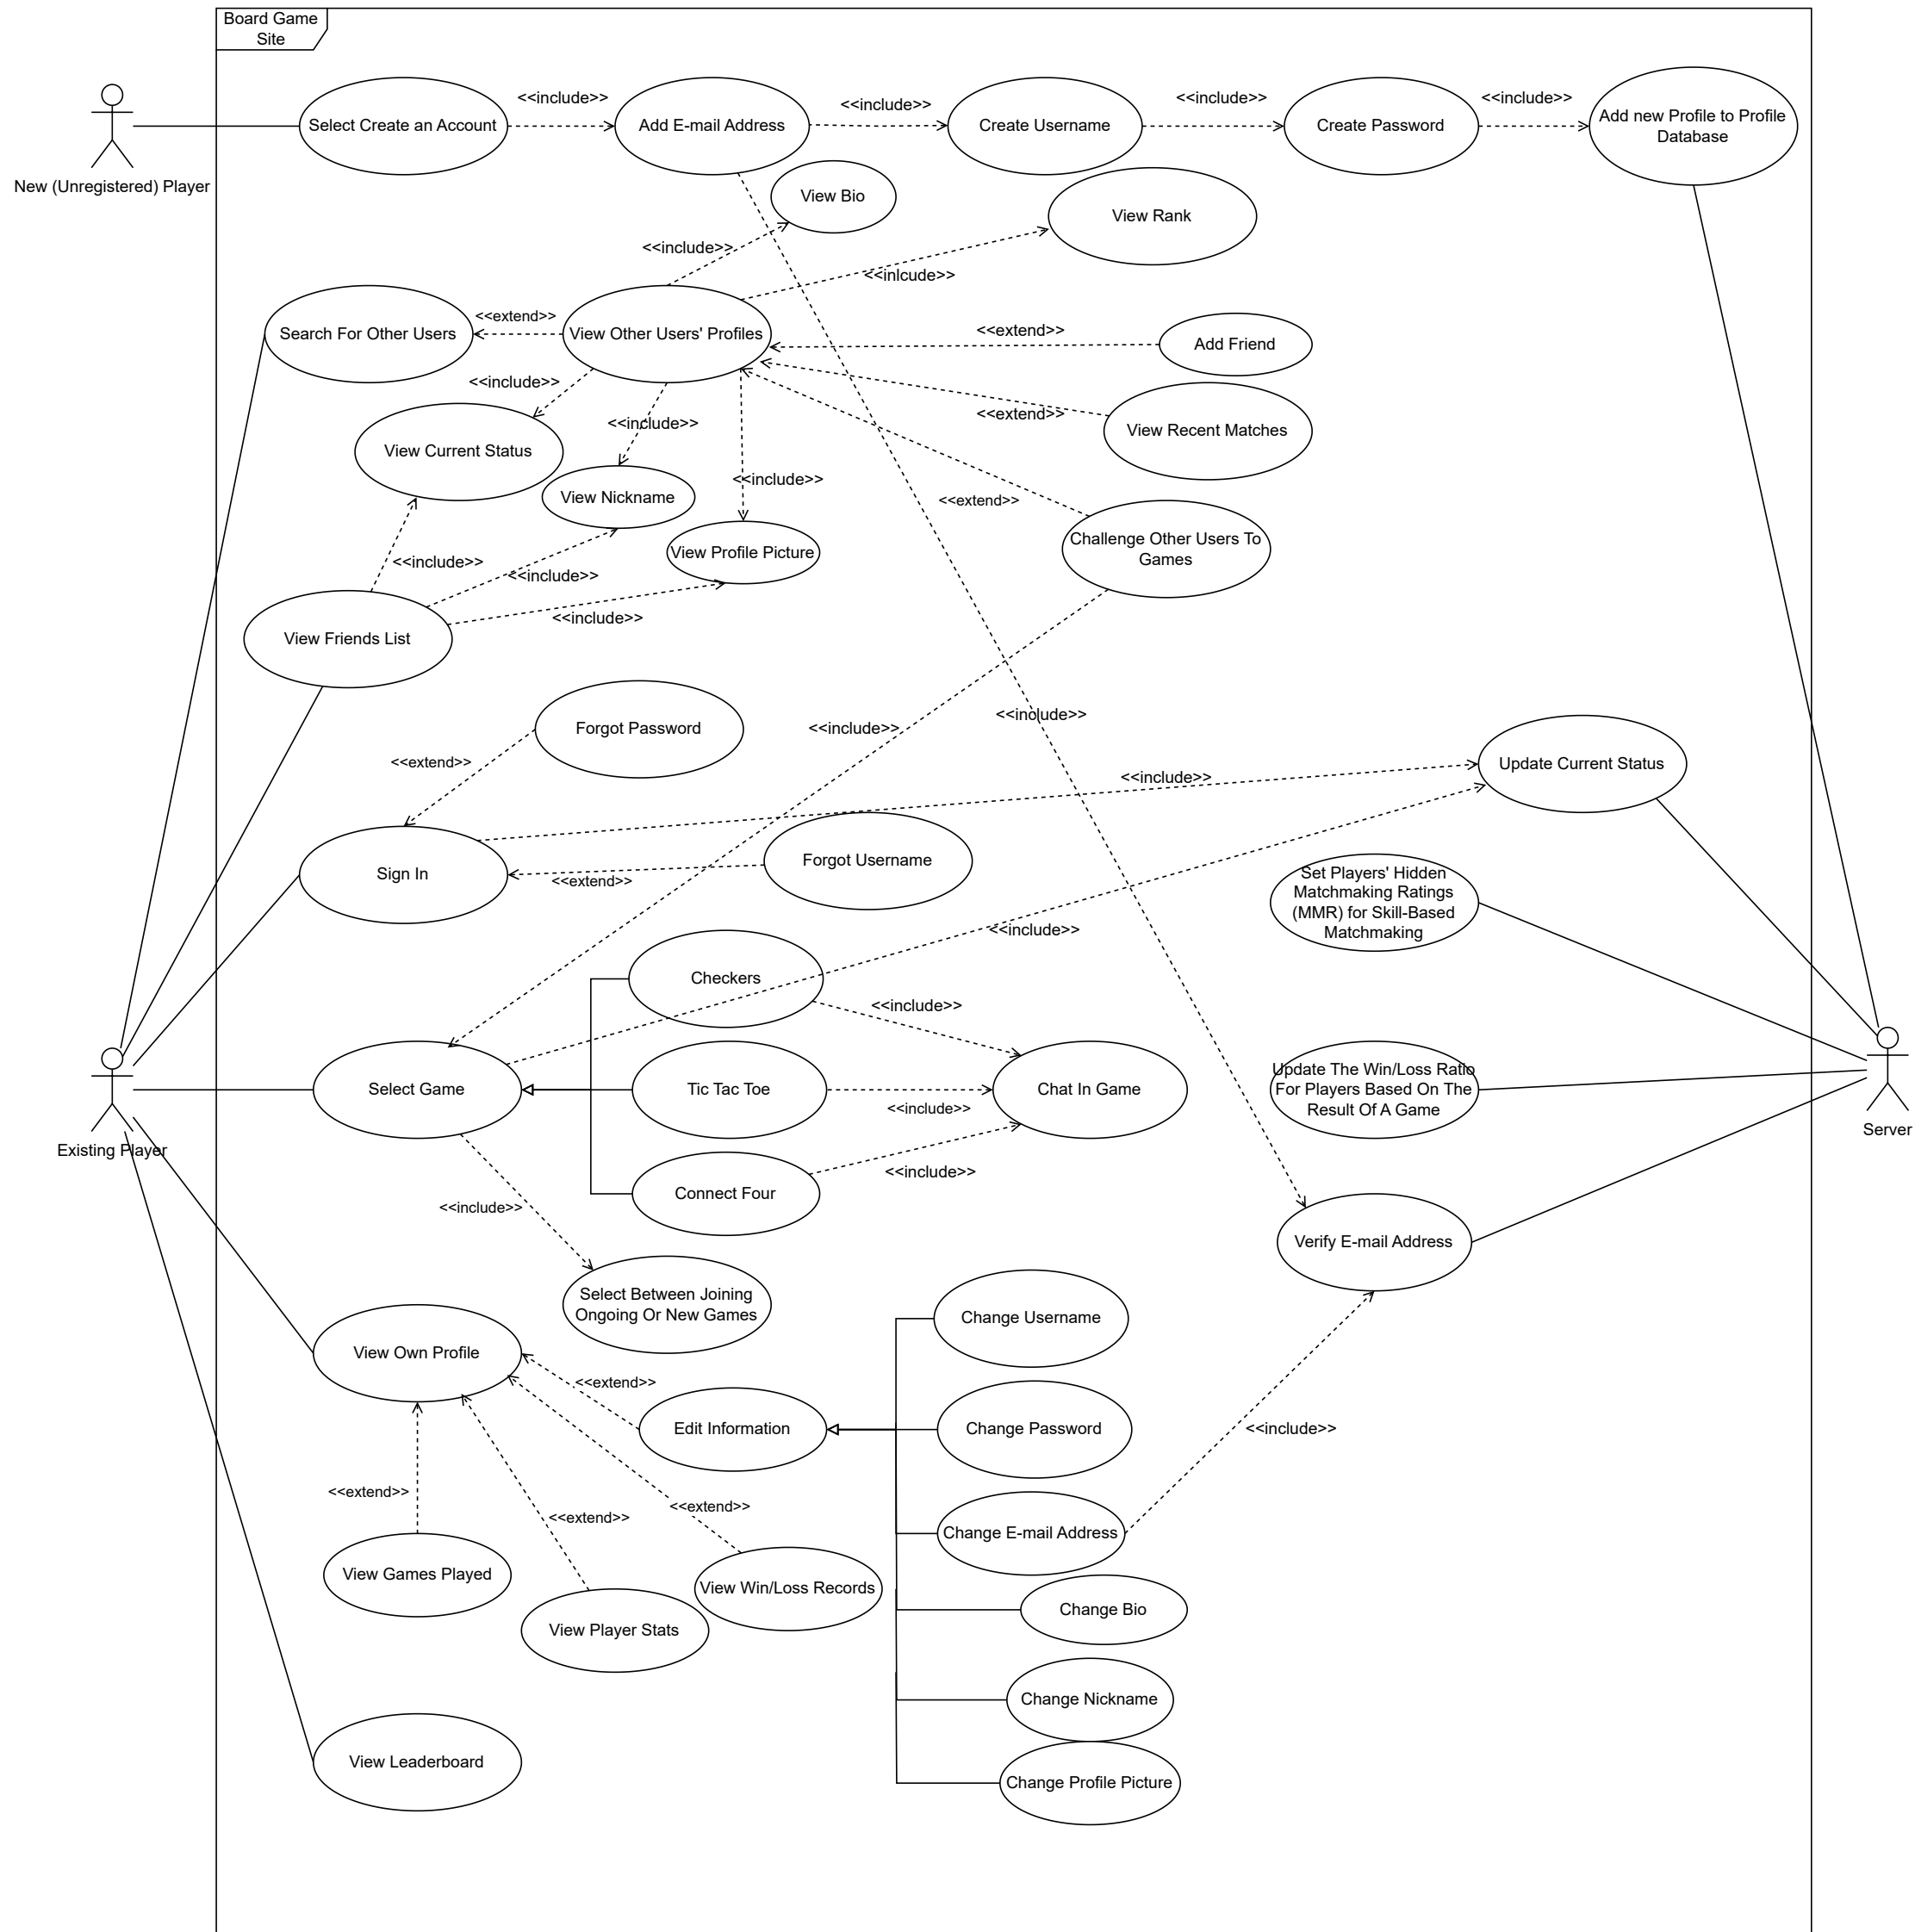 Board Game
Site
<<include>>
<<include>>
<<include>>
<<include>>
Select Create an Account
Add E-mail Address
Create Username
Create Password
Add new Profile to Profile
Database
New (Unregistered) Player
View Bio
View Rank
<<include>>
<<inlcude>>
<<extend>>
Search For Other Users
View Other Users' Profiles
<<extend>>
Add Friend
<<include>>
<<include>>
<<extend>>
View Recent Matches
View Current Status
<<include>>
View Nickname
<<extend>>
View Profile Picture
Challenge Other Users To
Games
<<include>>
<<include>>
<<include>>
View Friends List
Forgot Password
<<include>>
<<include>>
<<extend>>
<<include>>
Update Current Status
Sign In
Forgot Username
<<extend>>
Set Players' Hidden
Matchmaking Ratings
(MMR) for Skill-Based
Matchmaking
<<include>>
Checkers
<<include>>
Select Game
Tic Tac Toe
Chat In Game
<<include>>
Update The Win/Loss Ratio
For Players Based On The
Result Of A Game
Existing Player
Server
<<include>>
Connect Four
<<include>>
Verify E-mail Address
Select Between Joining
Ongoing Or New Games
Change Username
View Own Profile
<<extend>>
Edit Information
Change Password
<<include>>
<<extend>>
<<extend>>
<<extend>>
Change E-mail Address
View Games Played
View Win/Loss Records
Change Bio
View Player Stats
Change Nickname
View Leaderboard
Change Profile Picture